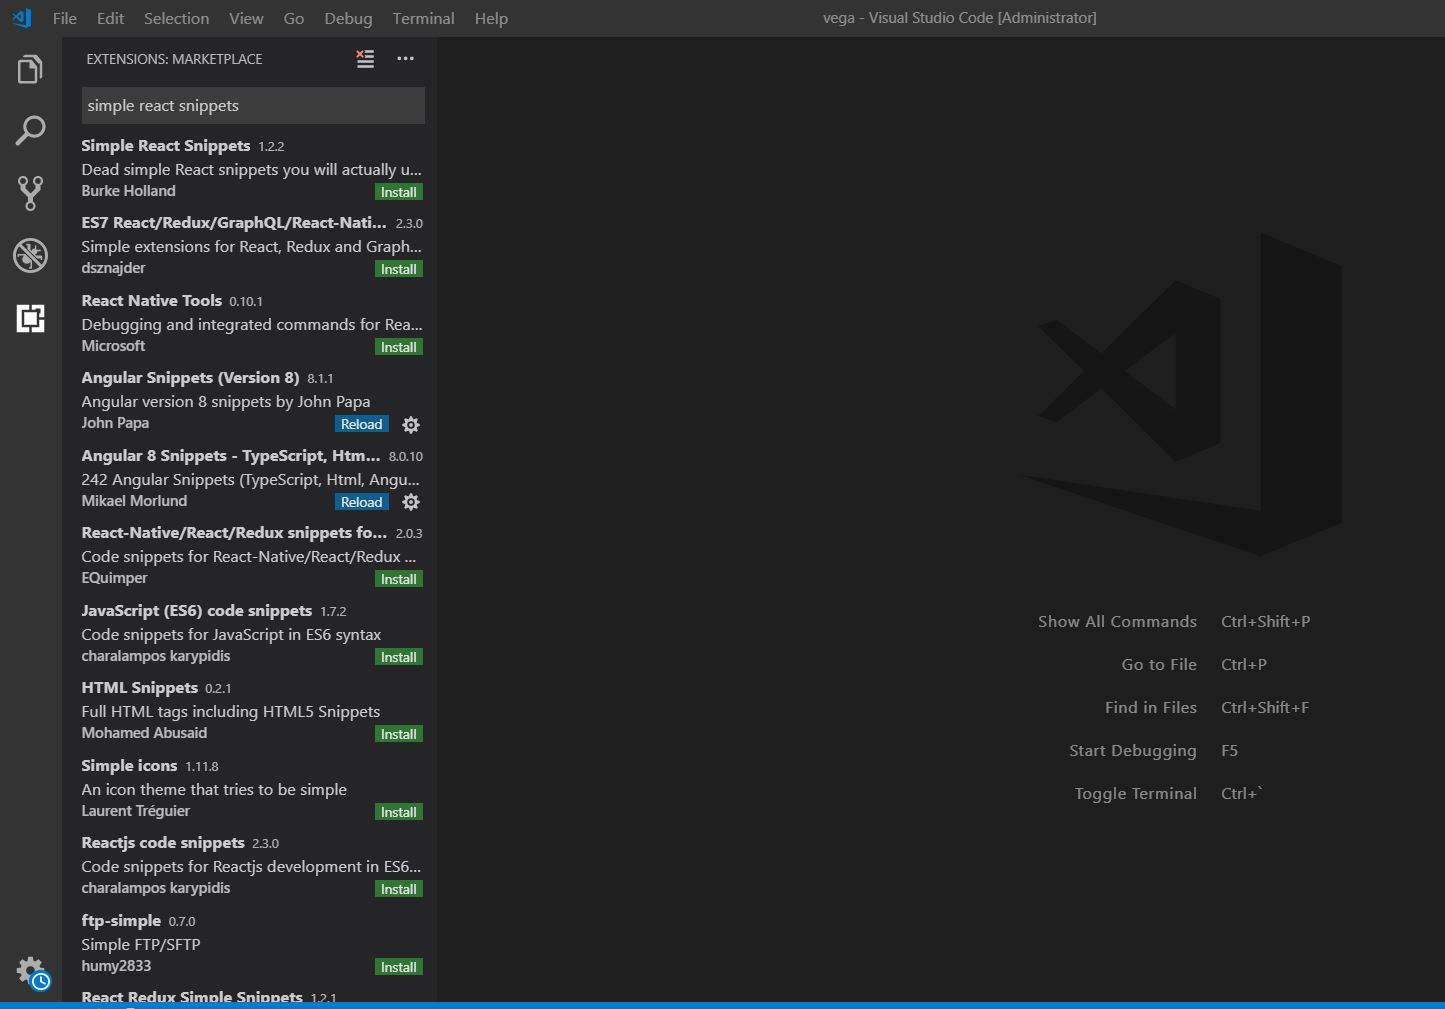 File Edit Selection View Go Debug Terminal Help
vega - Visual Studio Code [Administrator]
EXTENSIONS: MARKETPLACE
simple react snippets
Simple React Snippets 1.2.2
Dead simple React snippets you will actually u...
Burke Holland Install
ES7 React/Redux/GraphQL/React-Nati... 2.3.0
Simple extensions for React, Redux and Graph...
dsznajder Install
React Native Tools 0.10.1
Debugging and integrated commands for Rea...
Microsoft Install
Angular Snippets (Version 8) 8.1.1
Angular version 8 snippets by John Papa
John Papa Reload
Angular 8 Snippets - TypeScript, Htm... 8.0.10
242 Angular Snippets (TypeScript, Html, Angu...
Mikael Morlund Reload
React-Native/React/Redux snippets fo... 2.0.3
Code snippets for React-Native/React/Redux ...
EQuimper Install
JavaScript (ES6) code snippets 1.7.2
Code snippets for JavaScript in ES6 syntax
charalampos karypidis Install
HTML Snippets 0.2.1
Full HTML tags including HTML5 Snippets
Mohamed Abusaid Install
Simple icons 1.11.8
An icon theme that tries to be simple
Laurent Tréguier Install
Reactjs code snippets 2.3.0
Code snippets for Reactjs development in ES6...
charalampos karypidis Install
ftp-simple 0.7.0
Simple FTP/SFTP
humy2833 Install
React Redux Simple Snippets 1.2.1
Show All Commands Ctrl+Shift+P
Go to File Ctrl+P
Find in Files Ctrl+Shift+F
Start Debugging F5
Toggle Terminal Ctrl+`